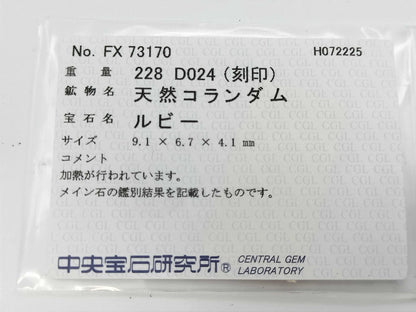 No. FX 73170 H072225
重量 228 D024 (刻印)
鉱物名 天然コランダム
宝石名 ルビー
サイズ 9.1 × 6.7 × 4.1 mm
コメント
加熱が行われています。
メイン石の鑑別結果を記載したものです。
中央宝石研究所® CENTRAL GEM
LABORATORY